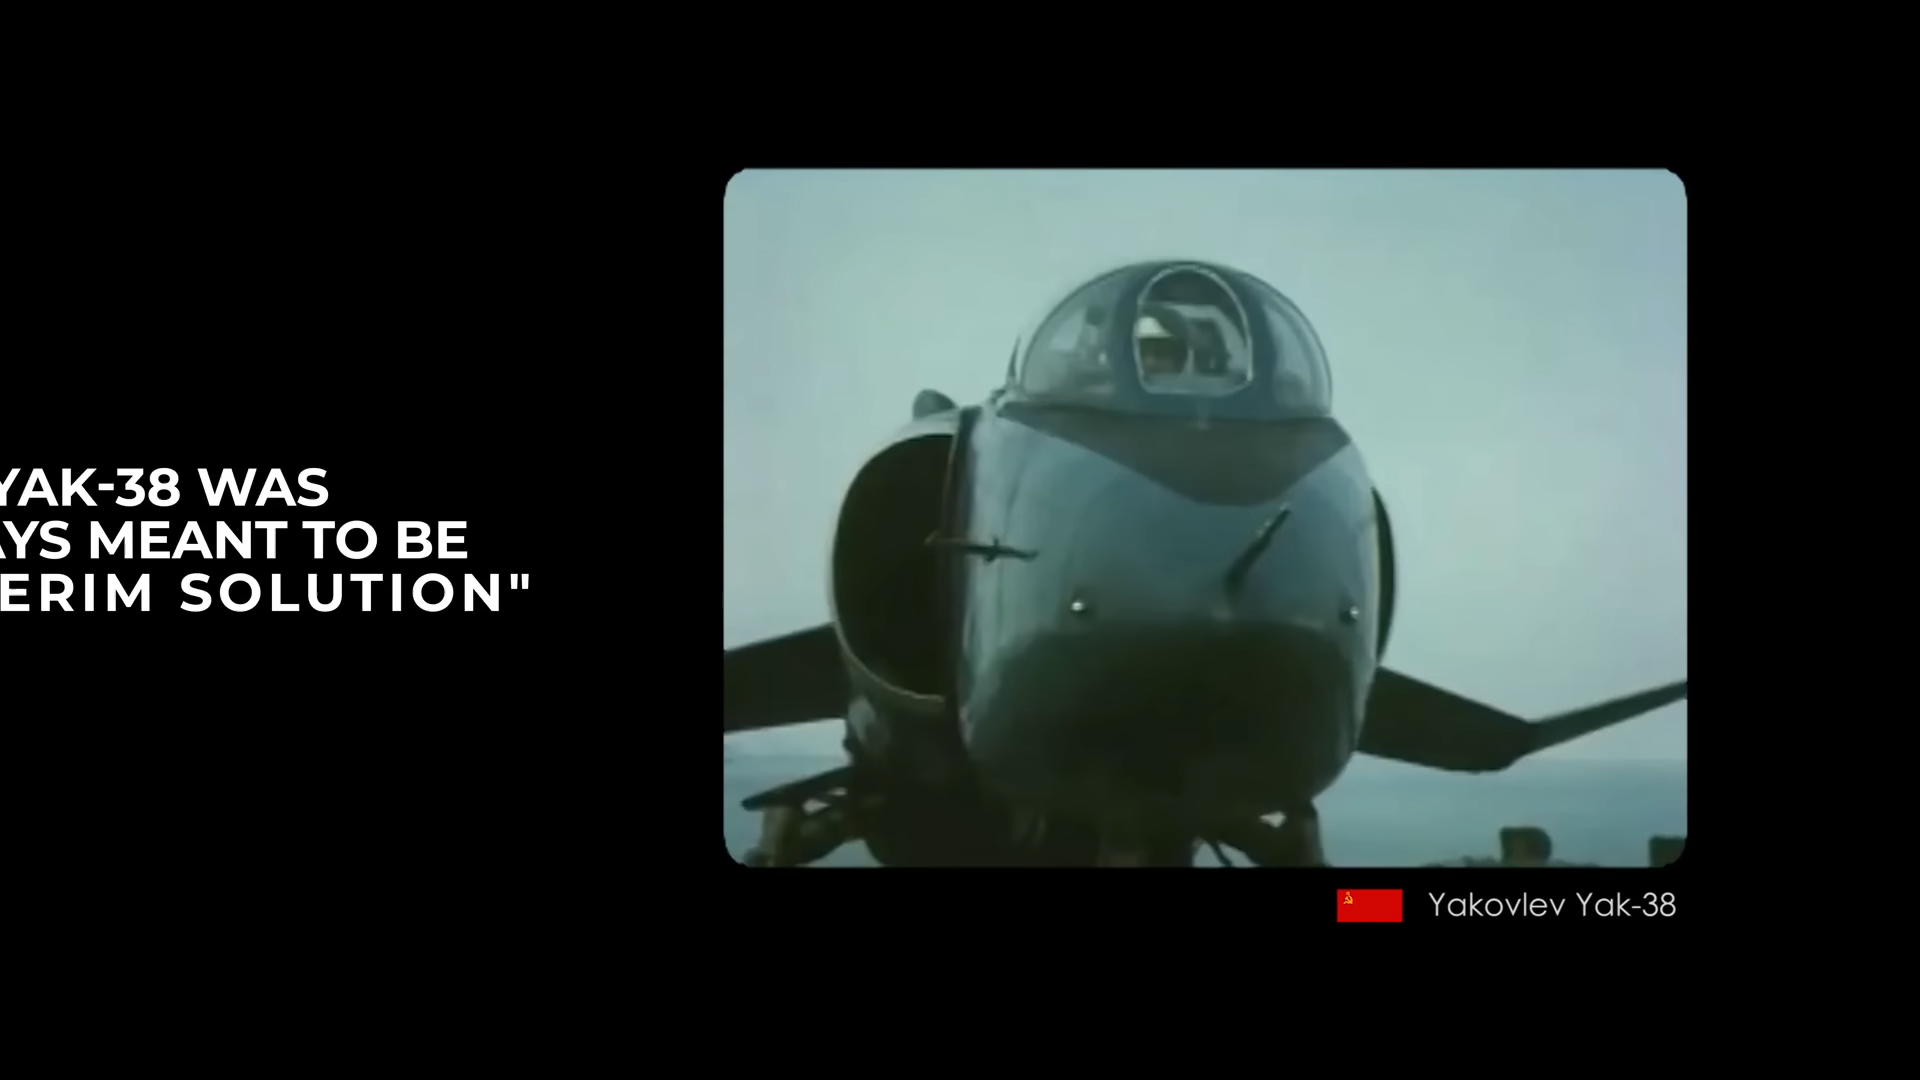 YAK-38 WAS
AYS MEANT TO BE
ERIM SOLUTION"
Yakovlev Yak-38